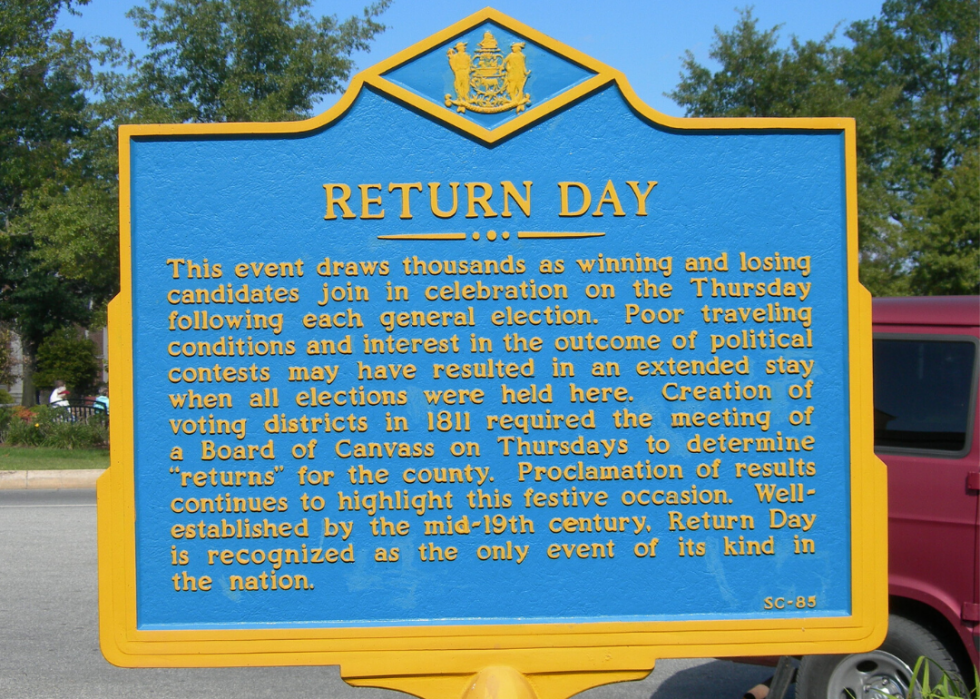 RETURN DAY
This event draws thousands as winning and losing
candidates join in celebration on the Thursday
following each general election. Poor traveling
conditions and interest in the outcome of political
contests may have resulted in an extended stay
when all elections were held here. Creation of
voting districts in 1811 required the meeting of
a Board of Canvass on Thursdays to determine
“returns” for the county. Proclamation of results
continues to highlight this festive occasion. Well-
established by the mid-19th century, Return Day
is recognized as the only event of its kind in
the nation.
SC-85